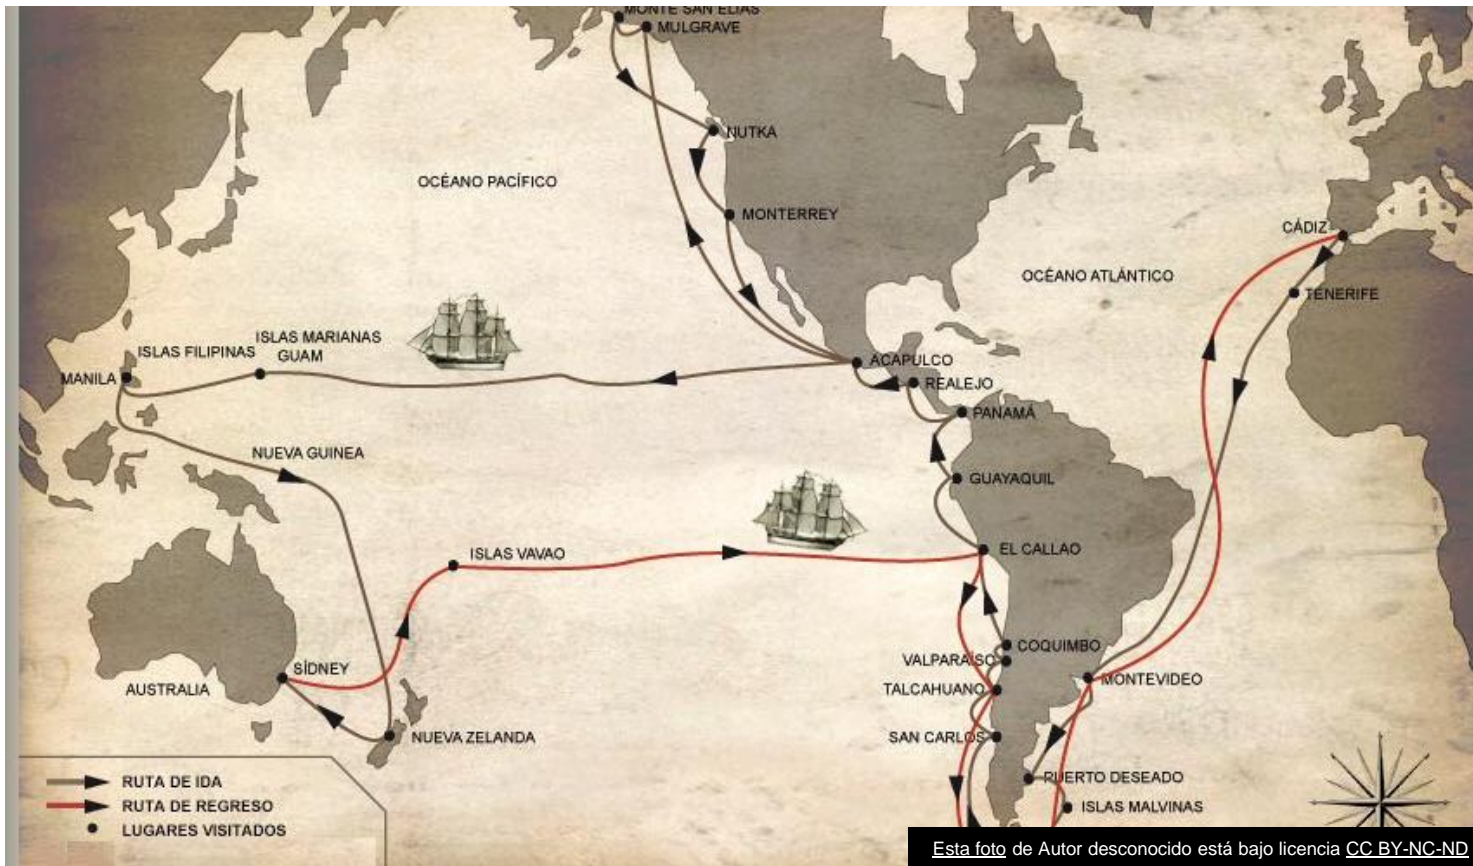 MONTE SAN ELÍAS
MULGRAVE
NUTKA
OCÉANO PACÍFICO
MONTERREY
CÁDIZ
OCÉANO ATLÁNTICO
TENERIFE
ISLAS MARIANAS
GUAM
ISLAS FILIPINAS
MANILA
ACAPULCO
REALEJO
PANAMÁ
NUEVA GUINEA
GUAYAQUIL
ISLAS VAVAO
EL CALLAO
COQUIMBO
VALPARAÍSO
SÍDNEY
MONTEVIDEO
AUSTRALIA
TALCAHUANO
NUEVA ZELANDA
SAN CARLOS
PUERTO DESEADO
ISLAS MALVINAS
RUTA DE IDA
RUTA DE REGRESO
LUGARES VISITADOS
Esta foto de Autor desconocido está bajo licencia CC BY-NC-ND